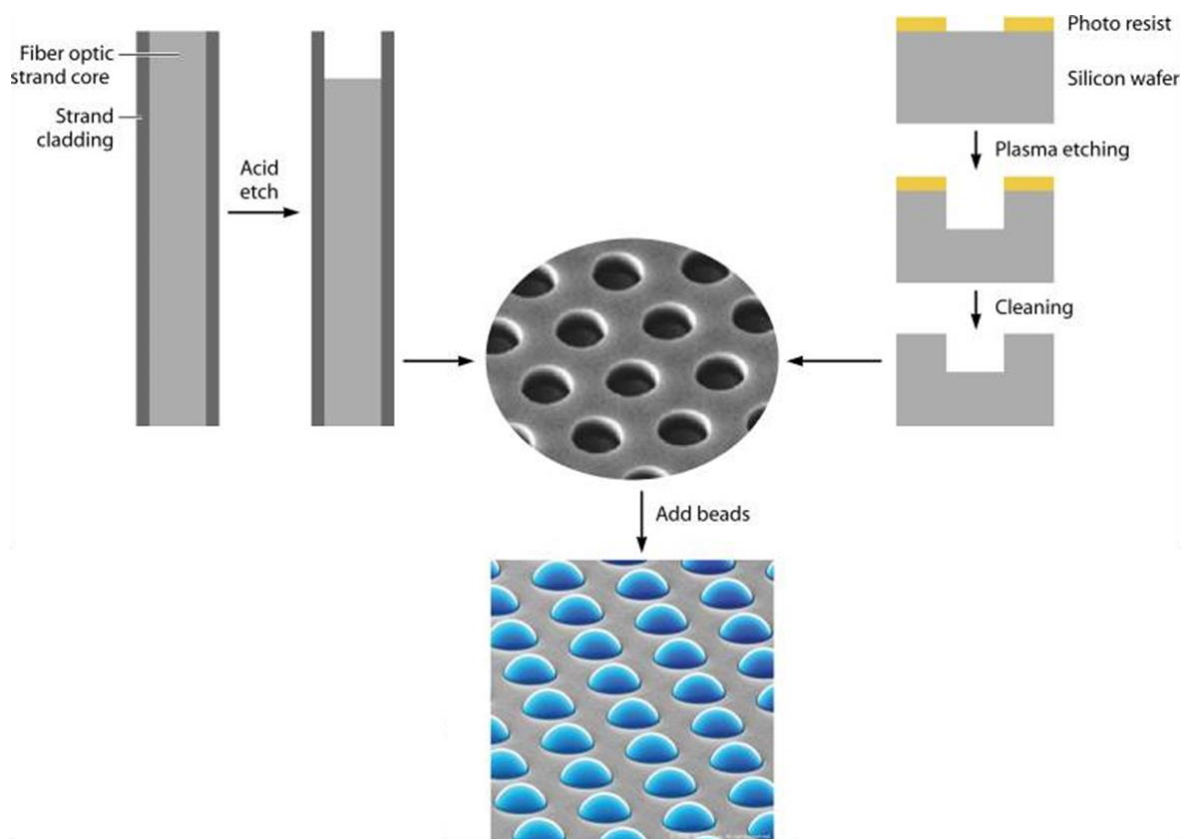 Fiber optic
strand core
Strand
cladding
Acid
etch
Photo resist
Silicon wafer
Plasma etching
Cleaning
Add beads